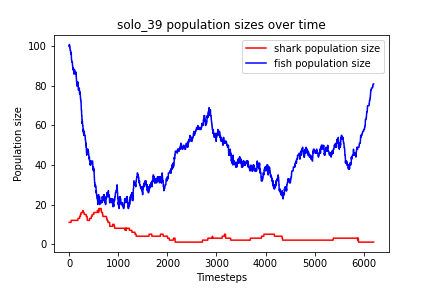 solo_39 population sizes over time
shark population size
fish population size
Population size
100
80
60
40
20
0
0 1000 2000 3000 4000 5000 6000
Timesteps